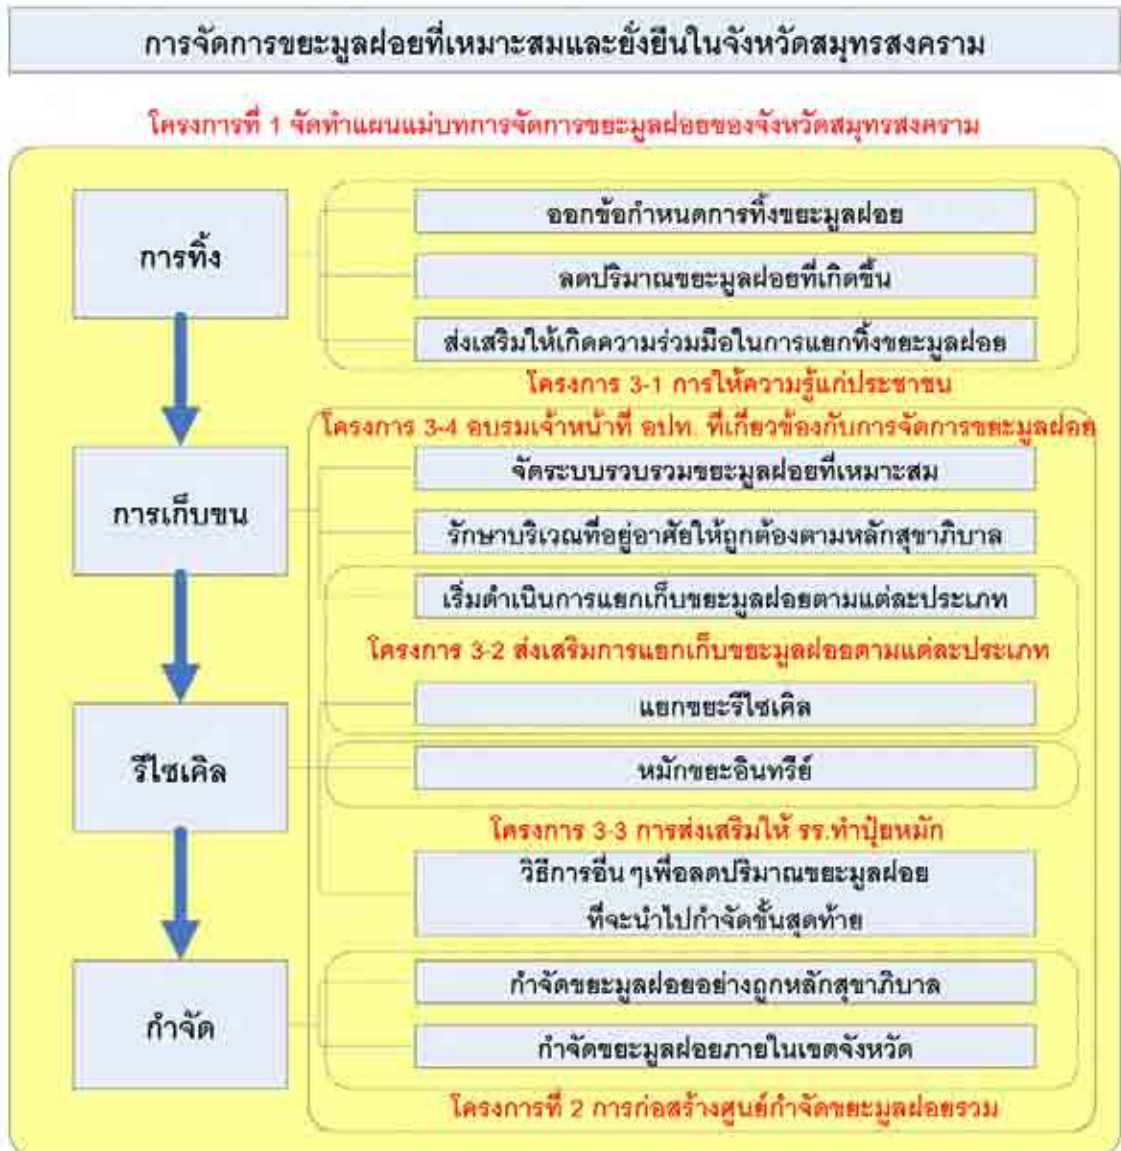 การจัดการขยะมูลฝอยที่เหมาะสมและยั่งยืนในจังหวัดสมุทรสงคราม
โครงการที่ 1 จัดทำแผนแม่บทการจัดการขยะมูลฝอยของจังหวัดสมุทรสงคราม
การทิ้ง
ออกข้อกำหนดการทิ้งขยะมูลฝอย
ลดปริมาณขยะมูลฝอยที่เกิดขึ้น
ส่งเสริมให้เกิดความร่วมมือในการแยกทิ้งขยะมูลฝอย
โครงการ 3-1 การให้ความรู้แก่ประชาชน
โครงการ 3-4 อบรมเจ้าหน้าที่ อปท. ที่เกี่ยวข้องกับการจัดการขยะมูลฝอย
การเก็บขน
จัดระบบรวบรวมขยะมูลฝอยที่เหมาะสม
รักษาบริเวณที่อยู่อาศัยให้ถูกต้องตามหลักสุขาภิบาล
เริ่มดำเนินการแยกเก็บขยะมูลฝอยตามแต่ละประเภท
โครงการ 3-2 ส่งเสริมการแยกเก็บขยะมูลฝอยตามแต่ละประเภท
รีไซเคิล
แยกขยะรีไซเคิล
หมักขยะอินทรีย์
โครงการ 3-3 การส่งเสริมให้ รร.ทำปุ๋ยหมัก
วิธีการอื่นๆเพื่อลดปริมาณขยะมูลฝอย
ที่จะนำไปกำจัดขั้นสุดท้าย
กำจัด
กำจัดขยะมูลฝอยอย่างถูกหลักสุขาภิบาล
กำจัดขยะมูลฝอยภายในเขตจังหวัด
โครงการที่ 2 การก่อสร้างศูนย์กำจัดขยะมูลฝอยรวม